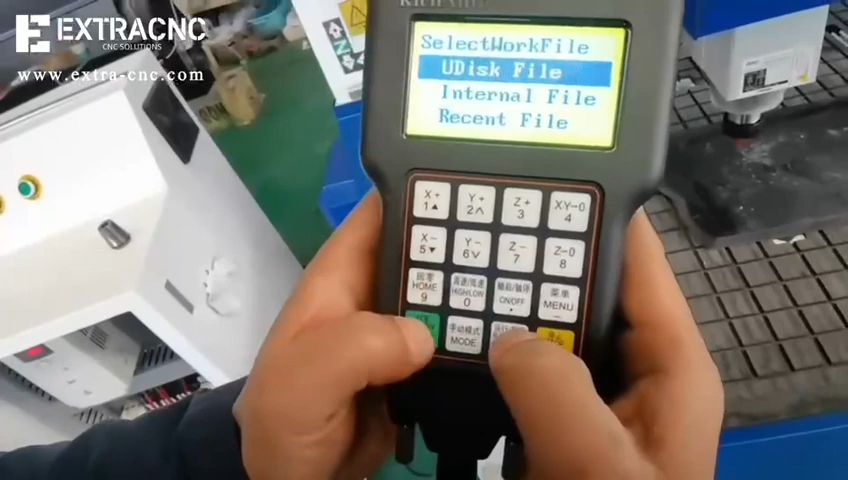 EXTRACNC
CNC SOLUTIONS
www.extra-cnc.com
SelectWorkFile
UDisk File
Internal File
Recent File
X+
1▲
Y+
2∧
Z+
3
XY-0
4
X-
5▼
Y-
6∨
Z-
7
Z-0
8
回零
HOME
9
高速/低速
HIGH/LOW
0
轴启/轴停
ON/OFF
.
菜单
MENU
手动模式
MODE